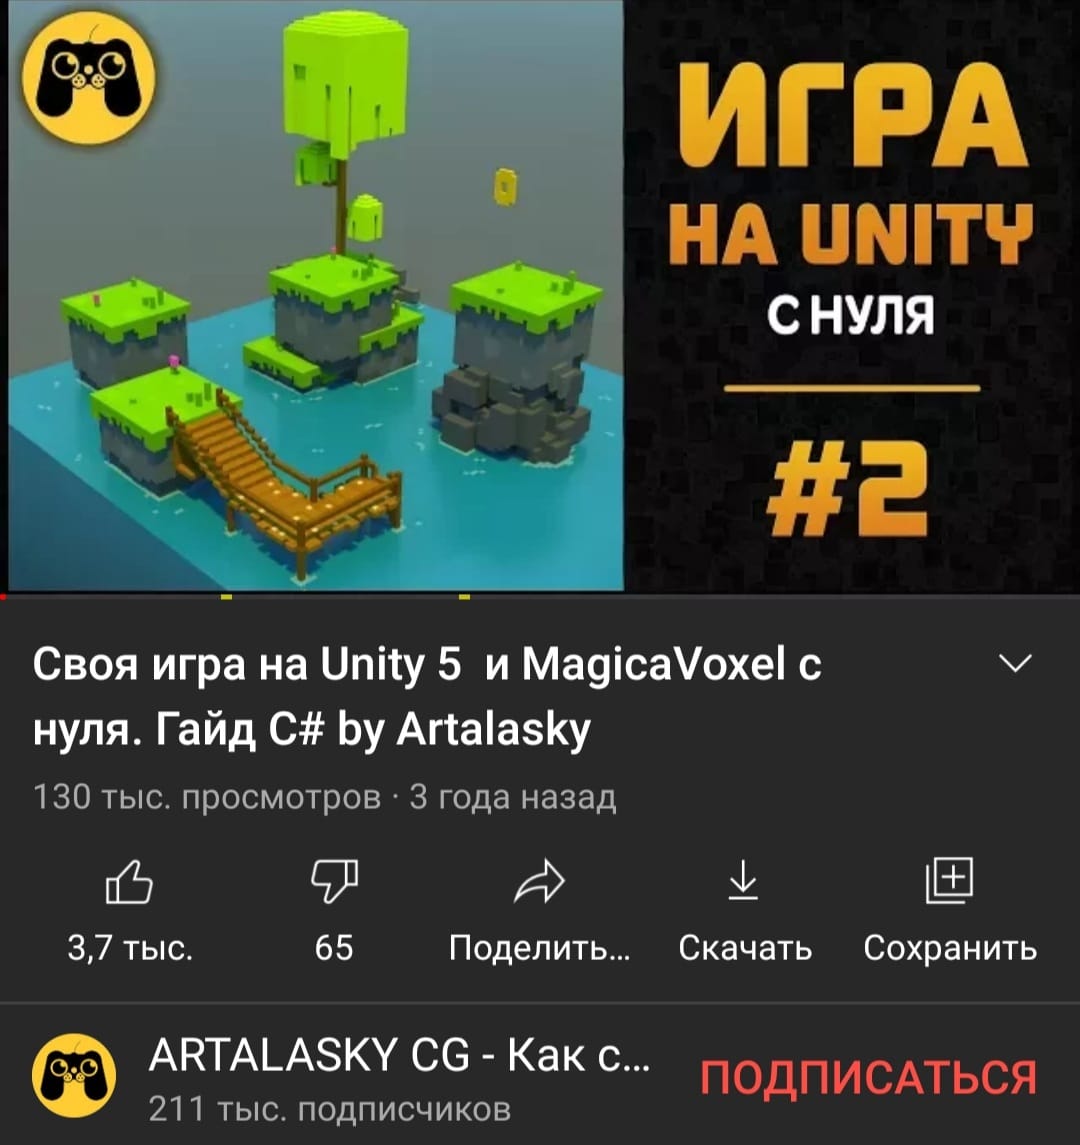 ИГРА
НА UNITY
С НУЛЯ
#2
Своя игра на Unity 5 и MagicaVoxel с
нуля. Гайд C# by Artalasky
130 тыс. просмотров · 3 года назад
3,7 тыс.
65
Поделить...
Скачать
Сохранить
ARTALASKY CG - Как с...
211 тыс. подписчиков
ПОДПИСАТЬСЯ